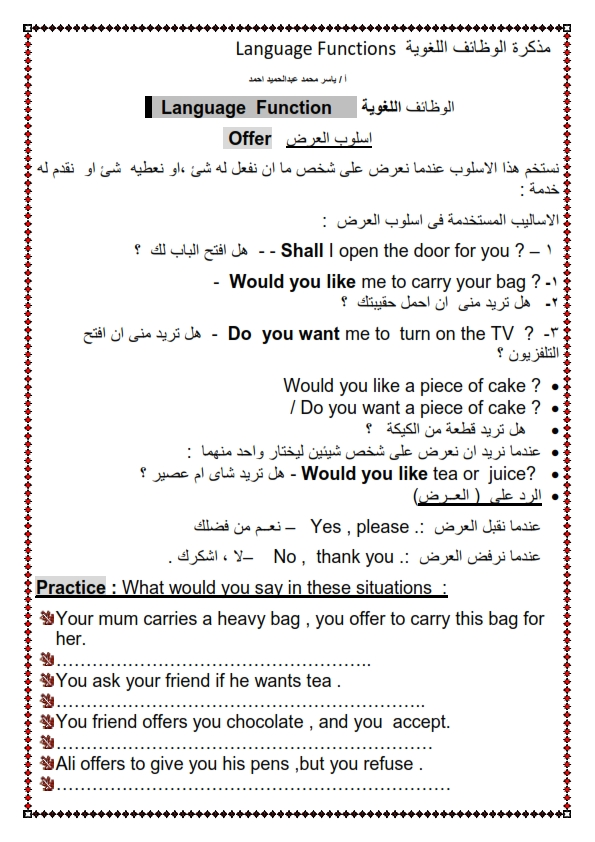 مذكرة الوظائف اللغوية Language Functions
أ / ياسر محمد عبدالحميد احمد
الوظائف اللغوية Language Function
اسلوب العرض Offer
نستخم هذا الاسلوب عندما نعرض على شخص ما ان نفعل له شئ ،او نعطيه شئ او نقدم له
خدمة :
الاساليب المستخدمة فى اسلوب العرض :
١ – Shall I open the door for you ? - - هل افتح الباب لك ؟
١- Would you like me to carry your bag ? -
٢- هل تريد منى ان احمل حقيبتك ؟
٣- Do you want me to turn on the TV ? - هل تريد منى ان افتح
التلفزيون ؟
• Would you like a piece of cake ?
• / Do you want a piece of cake ?
• هل تريد قطعة من الكيكة ؟
• عندما نريد ان نعرض على شخص شيئين ليختار واحد منهما :
• Would you like tea or juice? - هل تريد شاى ام عصير ؟
• الرد على ( العـرض)
عندما نقبل العرض :. Yes , please – نعـم من فضلك
عندما نرفض العرض :. No , thank you –لا ، اشكرك .
Practice : What would you say in these situations :
Your mum carries a heavy bag , you offer to carry this bag for
her.
…………………………………………..
You ask your friend if he wants tea .
…………………………………………………..
You friend offers you chocolate , and you accept.
……………………………………………………
Ali offers to give you his pens ,but you refuse .
………………………………………………………